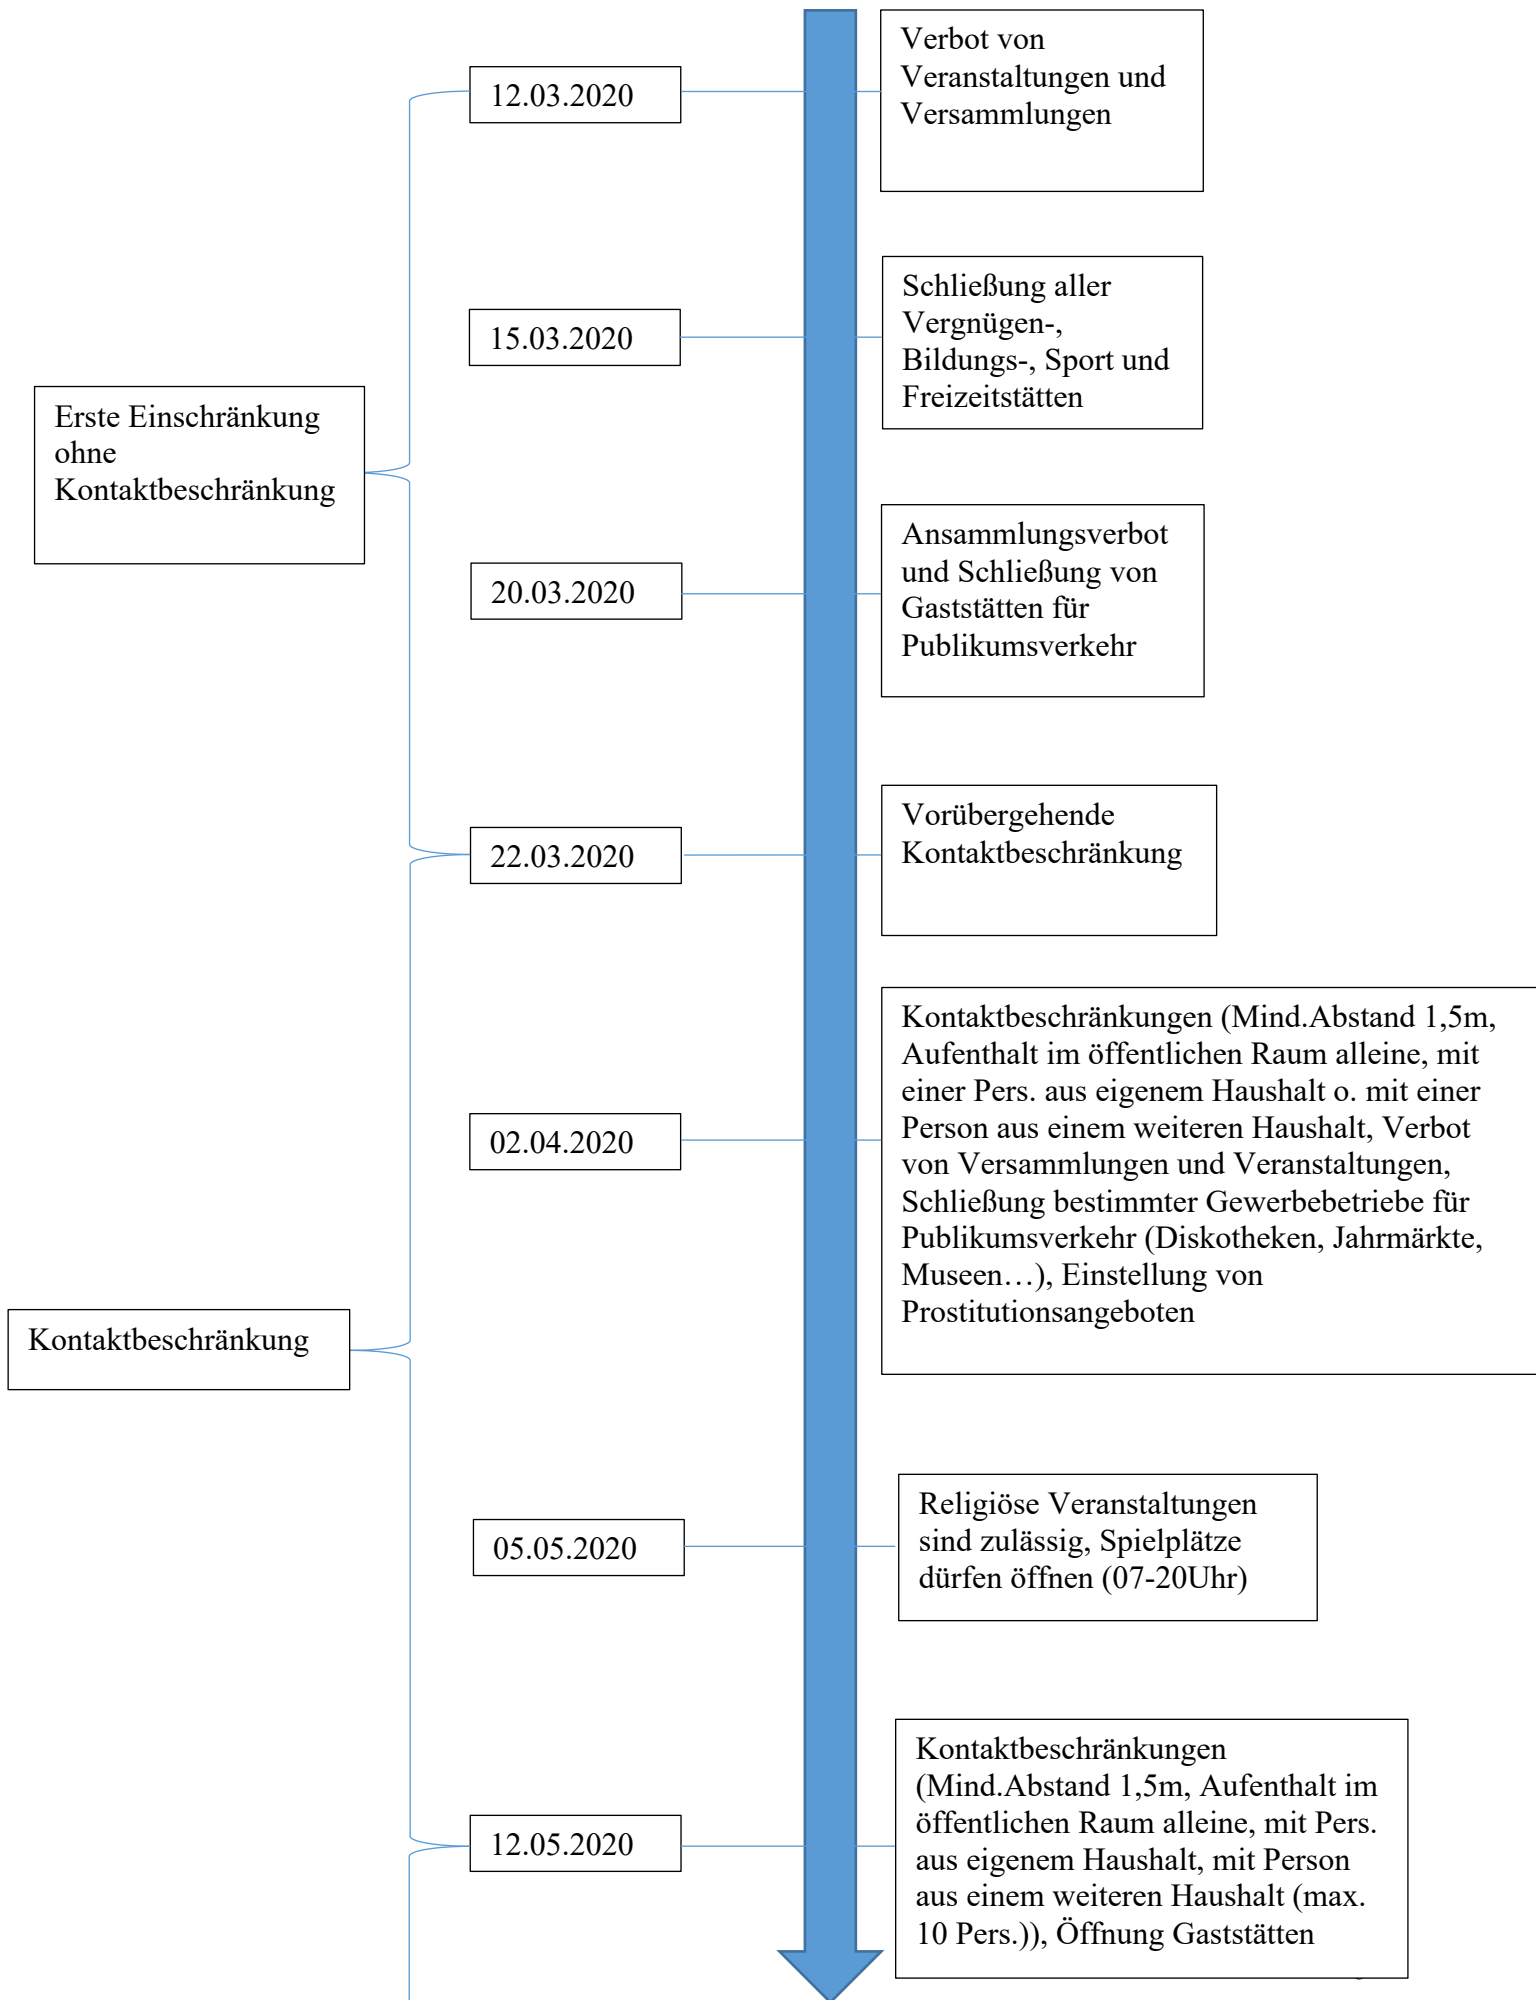 12.03.2020
Verbot von
Veranstaltungen und
Versammlungen
15.03.2020
Schließung aller
Vergnügen-,
Bildungs-, Sport und
Freizeitstätten
Erste Einschränkung
ohne
Kontaktbeschränkung
20.03.2020
Ansammlungsverbot
und Schließung von
Gaststätten für
Publikumsverkehr
22.03.2020
Vorübergehende
Kontaktbeschränkung
02.04.2020
Kontaktbeschränkungen (Mind.Abstand 1,5m,
Aufenthalt im öffentlichen Raum alleine, mit
einer Pers. aus eigenem Haushalt o. mit einer
Person aus einem weiteren Haushalt, Verbot
von Versammlungen und Veranstaltungen,
Schließung bestimmter Gewerbebetriebe für
Publikumsverkehr (Diskotheken, Jahrmärkte,
Museen…), Einstellung von
Prostitutionsangeboten
Kontaktbeschränkung
05.05.2020
Religiöse Veranstaltungen
sind zulässig, Spielplätze
dürfen öffnen (07-20Uhr)
12.05.2020
Kontaktbeschränkungen
(Mind.Abstand 1,5m, Aufenthalt im
öffentlichen Raum alleine, mit Pers.
aus eigenem Haushalt, mit Person
aus einem weiteren Haushalt (max.
10 Pers.)), Öffnung Gaststätten